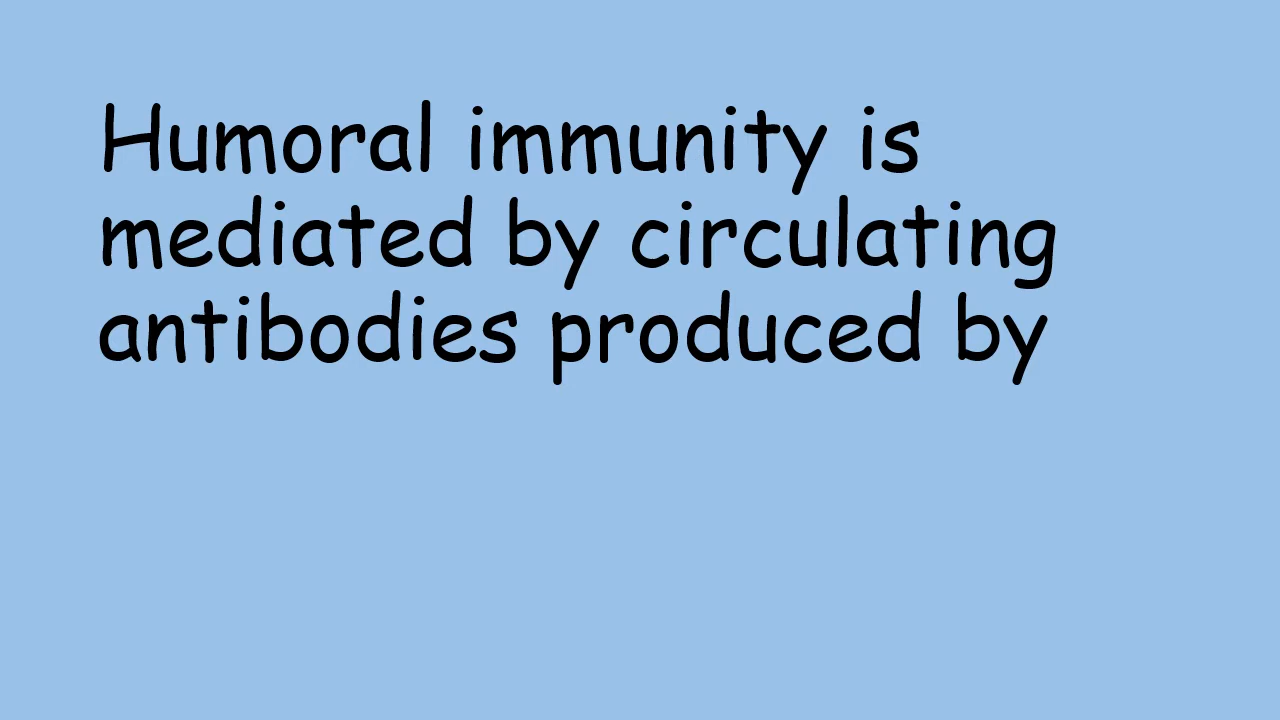 Humoral immunity is
mediated by circulating
antibodies produced by